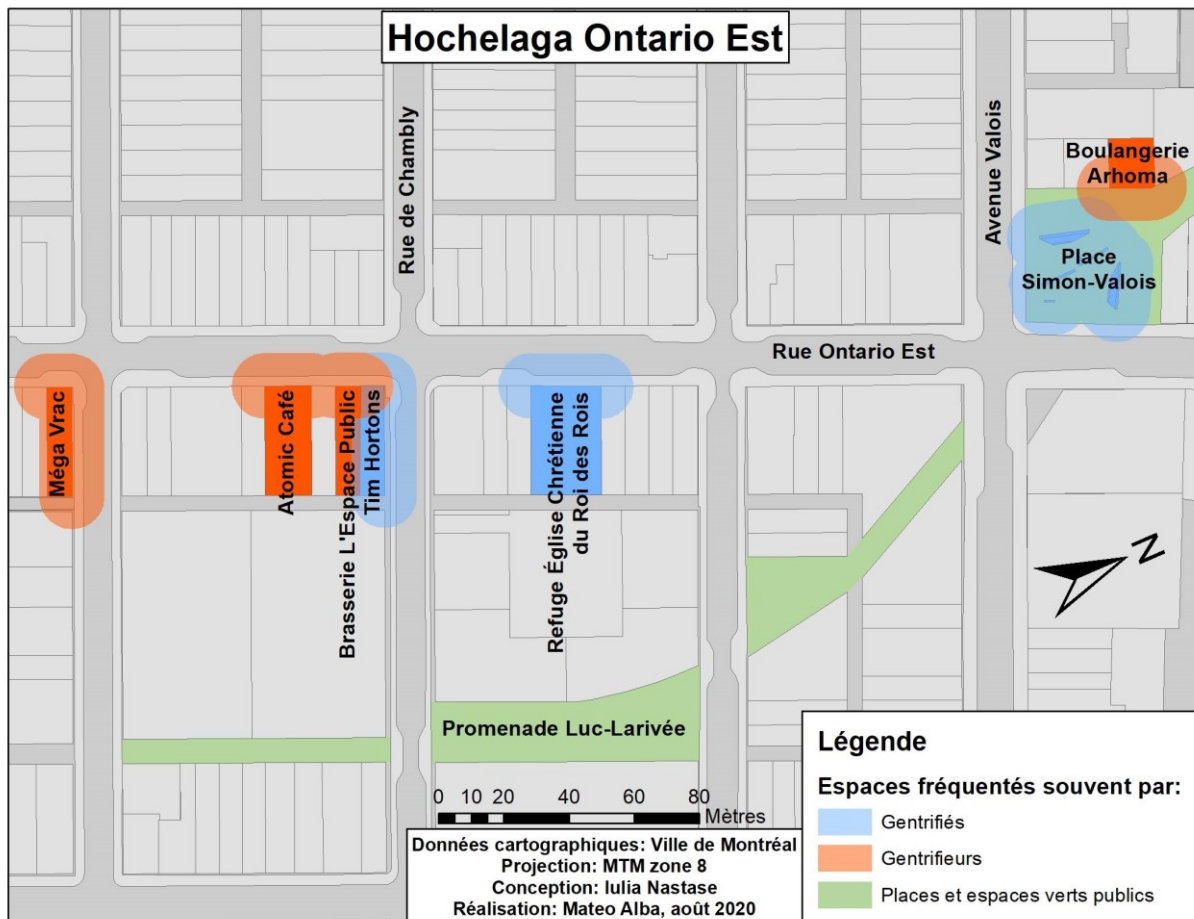 Hochelaga Ontario Est
Rue de Chambly
Avenue Valois
Boulangerie
Arhoma
Place
Simon-Valois
Rue Ontario Est
Méga Vrac
Atomic Café
Brasserie L'Espace Public
Tim Hortons
Refuge Église Chrétienne
du Roi des Rois
N
Promenade Luc-Larivée
0 10 20 40 60 80
Mètres
Données cartographiques: Ville de Montréal
Projection: MTM zone 8
Conception: Iulia Nastase
Réalisation: Mateo Alba, août 2020
Légende
Espaces fréquentés souvent par:
Gentrifiés
Gentrifieurs
Places et espaces verts publics